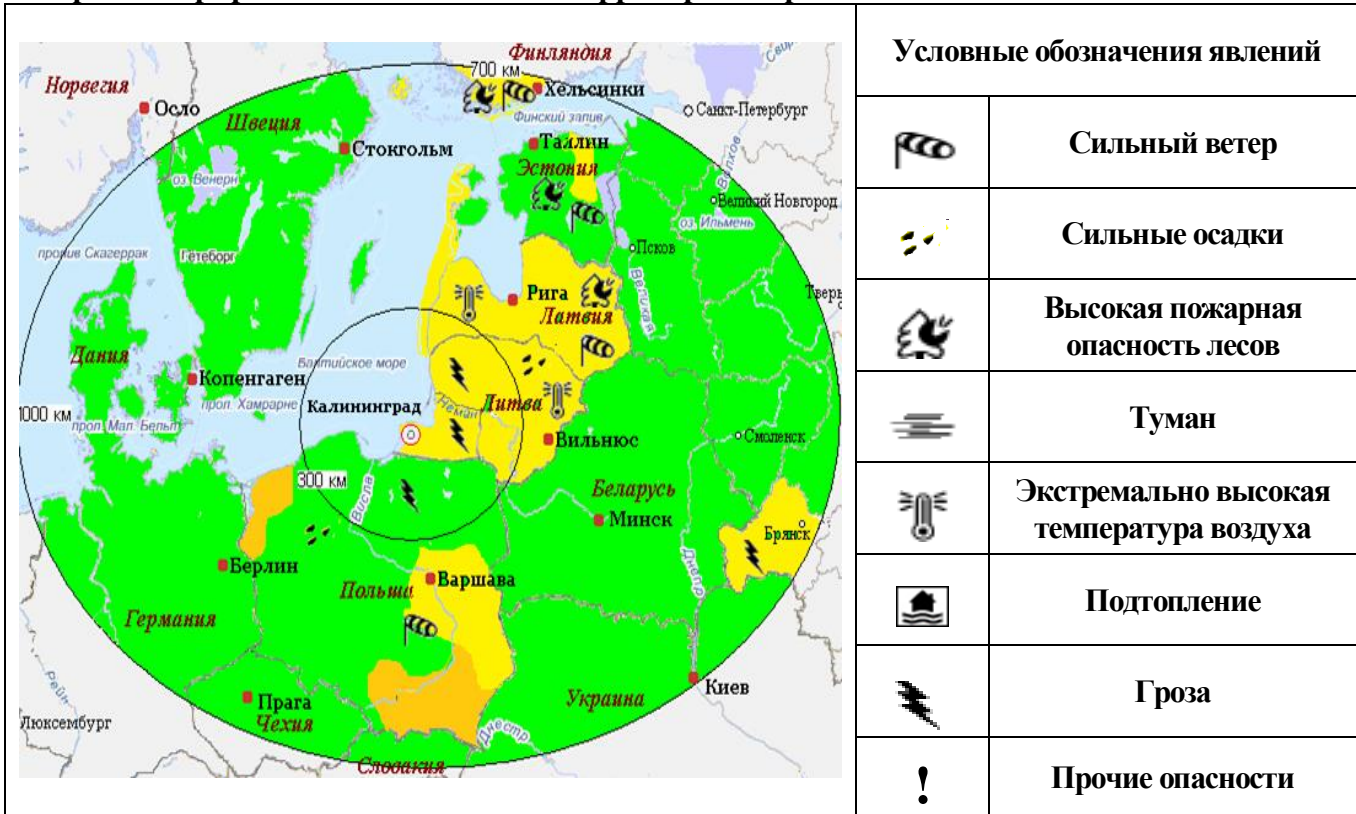 Финляндия
700 км
Норвегия
Хельсинки
Осло
Санкт-Петербург
Швеция
Финский залив
Таллин
Стокгольм
Волхов
Эстония
оз. Венерн
Великий Новгород
оз. Ильмень
Псков
пролив Скагеррак
Гётеборг
Великая
Рига
Тверь
Латвия
Дания
Балтийское море
Копенгаген
Калининград
Неман
Литва
1000 км
прол. Хамрарне
прол. Мал. Бельт
Вильнюс
Смоленск
300 км
Висла
Беларусь
Минск
Брянск
Берлин
Варшава
Днепр
Польша
Германия
Рейн
Прага
Украина
Киев
Люксембург
Чехия
Днестр
Словакия
Условные обозначения явлений
Сильный ветер
Сильные осадки
Высокая пожарная
опасность лесов
Туман
Экстремально высокая
температура воздуха
Подтопление
Гроза
! Прочие опасности